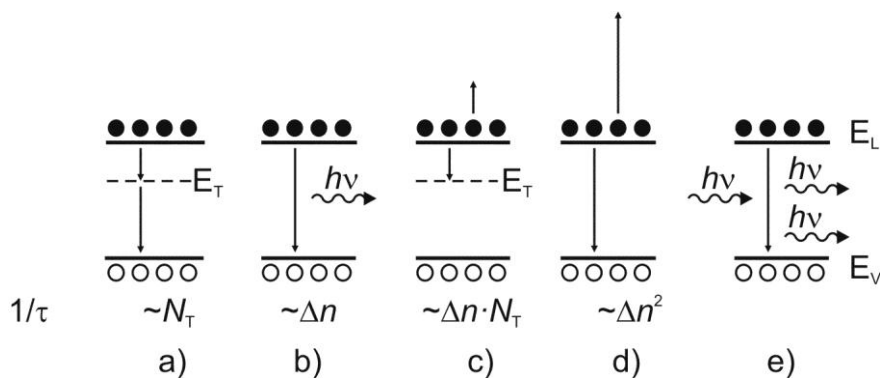 E_L
E_T
hν
E_T
hν
hν
hν
E_V
1/τ ~N_T ~Δn ~Δn·N_T ~Δn²
a) b) c) d) e)